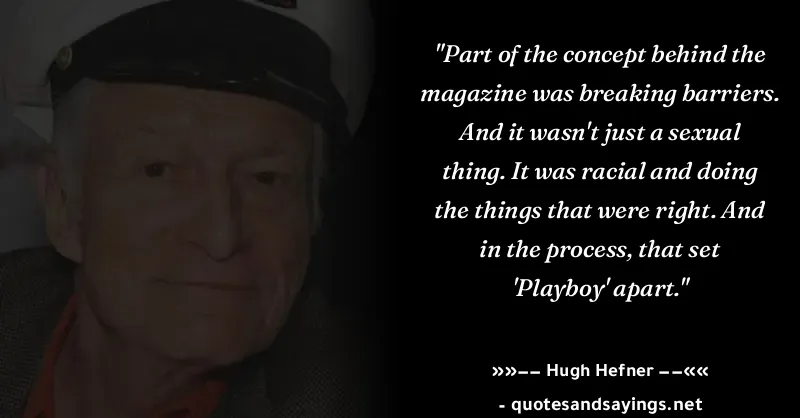 "Part of the concept behind the
magazine was breaking barriers.
And it wasn't just a sexual
thing. It was racial and doing
the things that were right. And
in the process, that set
'Playboy' apart."
»»−− Hugh Hefner −−««
- quotesandsayings.net